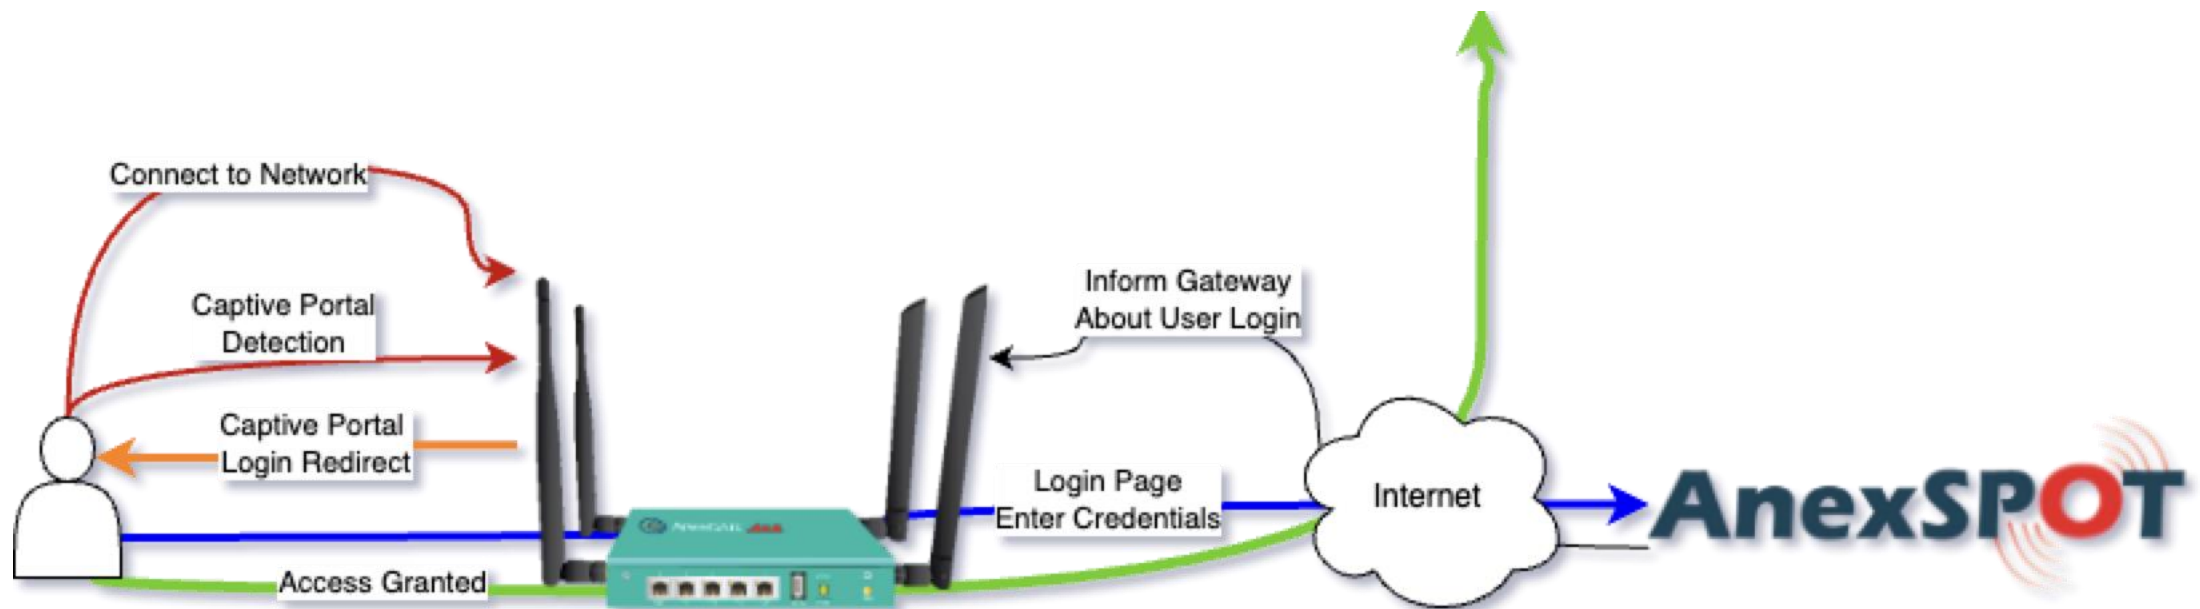 Connect to Network
Captive Portal
Detection
Captive Portal
Login Redirect
Access Granted
Inform Gateway
About User Login
Login Page
Enter Credentials
Internet
AnexSPOT